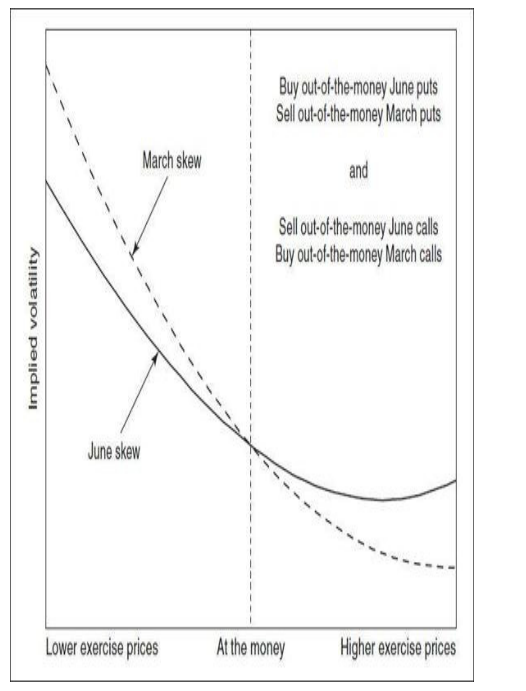 Buy out-of-the-money June puts
Sell out-of-the-money March puts
and
Sell out-of-the-money June calls
Buy out-of-the-money March calls
March skew
Implied volatility
June skew
Lower exercise prices
At the money
Higher exercise prices